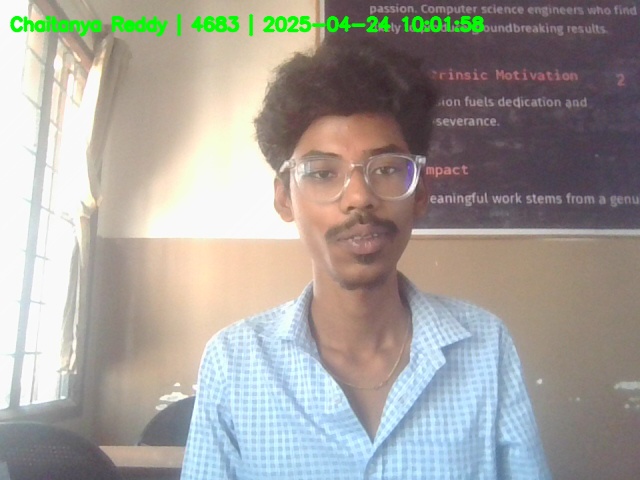 Chaitanya Reddy | 4683 | 2025-04-24 10:01:58
passion. Computer science engineers who find
oundbreaking results.
rinsic Motivation
2
ion fuels dedication and
severance.
mpact
eaningful work stems from a genu